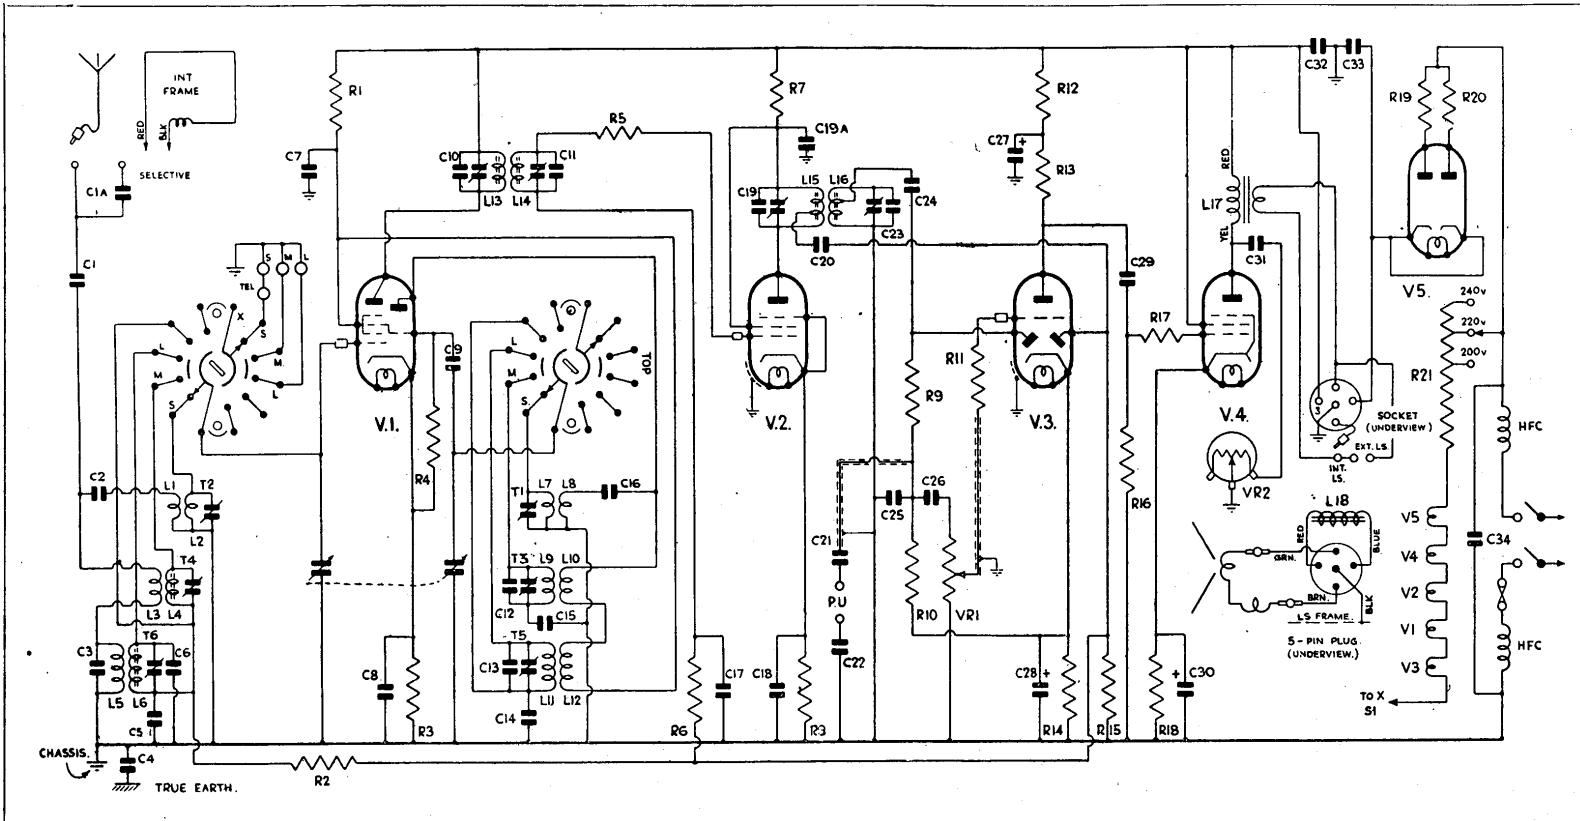 INT
FRAME
RED
BLK
SELECTIVE
C1A
C1
S
M
L
TEL
X
S
L
M
M.
L
S
C2
L1
T2
L2
T4
L3
L4
C3
T6
C6
L5
L6
C5
CHASSIS.
C4
TRUE EARTH.
R2
R1
C7
C10
C11
L13
L14
R5
V.1.
C9
R4
C8
R3
L
M
S.
TOP
T1
L7
L8
C16
T3
L9
L10
C12
C15
T5
C13
L11
L12
C14
R6
C17
R7
C19A
C19
L15
L16
C23
C24
C20
V.2.
C18
R3
R9
R11
C21
P.U
C22
C25
C26
R10
VR1
R12
C27
+
R13
V.3.
C28
+
R14
R15
C29
R17
R16
R18
+
C30
RED
L17
YEL
C31
V.4.
VR2
C32
C33
R19
R20
V5.
240v
220v
200v
R21
S
SOCKET
(UNDERVIEW)
EXT. LS.
INT.
LS.
L18
RED
BLUE
GRN.
BRN.
BLK
LS FRAME.
5-PIN PLUG.
(UNDERVIEW.)
HFC
V5
V4
V2
V1
V3
C34
HFC
TO X
S1